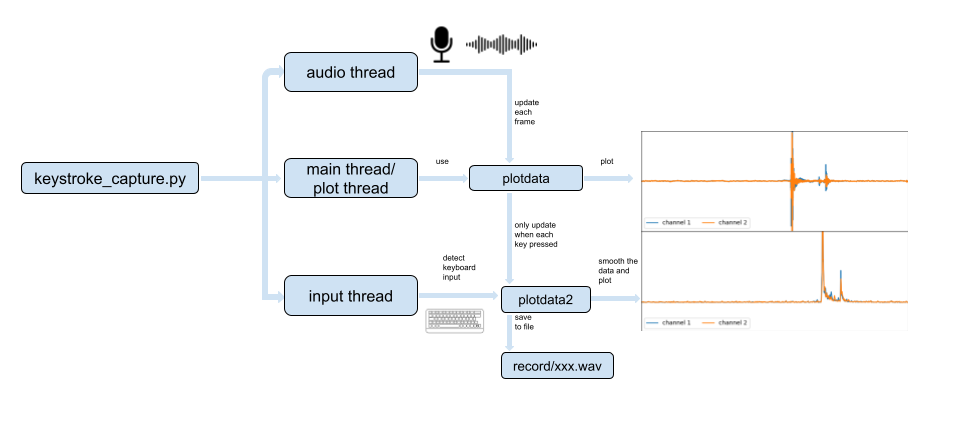 audio thread
update
each
frame
keystroke_capture.py
main thread/
plot thread
use
plotdata
plot
channel 1
channel 2
only update
when each
key pressed
detect
keyboard
input
input thread
plotdata2
smooth the
data and
plot
channel 1
channel 2
save
to file
record/xxx.wav